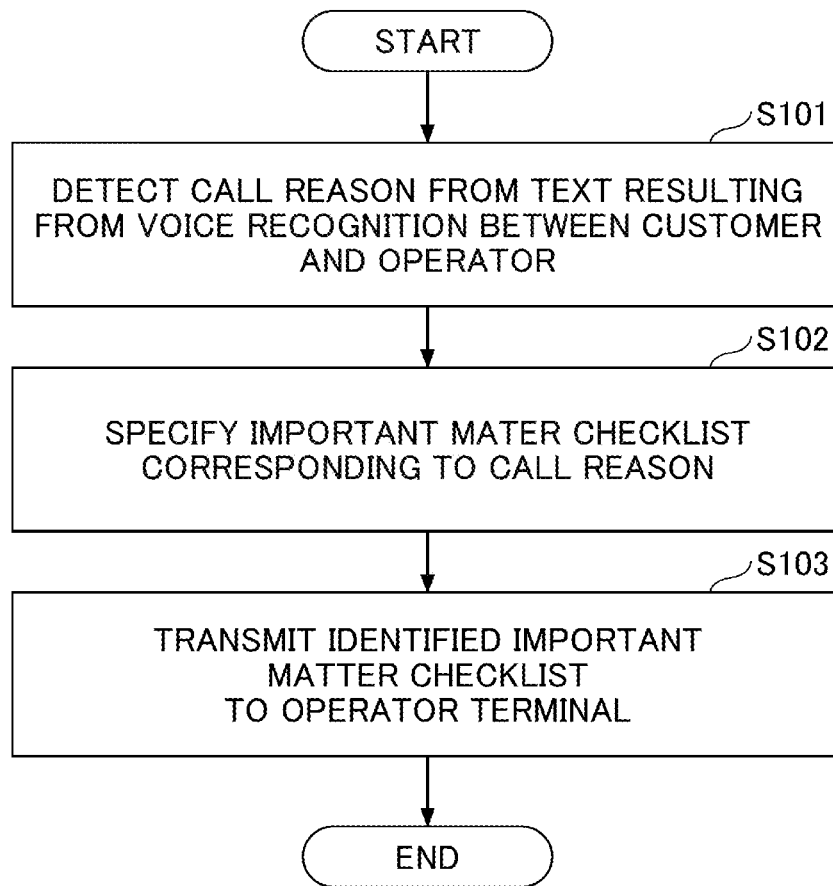 START
S101
DETECT CALL REASON FROM TEXT RESULTING
FROM VOICE RECOGNITION BETWEEN CUSTOMER
AND OPERATOR
S102
SPECIFY IMPORTANT MATER CHECKLIST
CORRESPONDING TO CALL REASON
S103
TRANSMIT IDENTIFIED IMPORTANT
MATTER CHECKLIST
TO OPERATOR TERMINAL
END